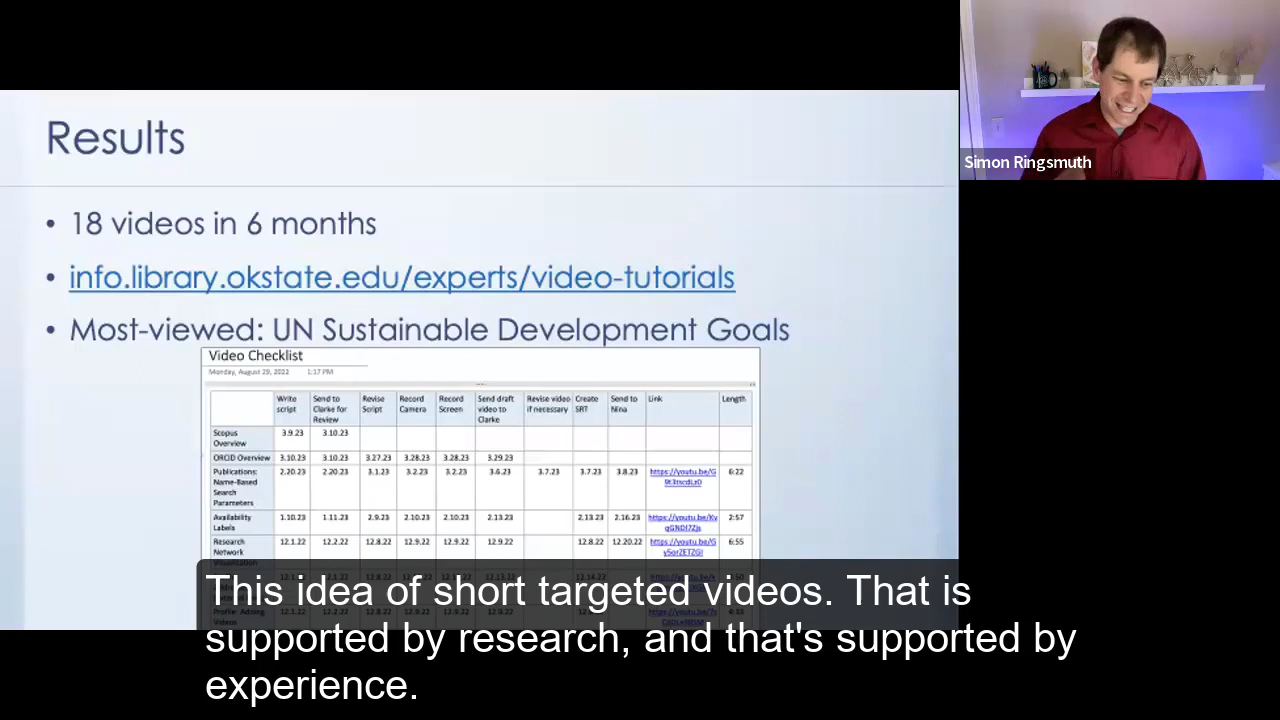 Results
• 18 videos in 6 months
• info.library.okstate.edu/experts/video-tutorials
• Most-viewed: UN Sustainable Development Goals
Video Checklist
Monday, August 29, 2022 1:17 PM
Write script Send to Clarke for Review Revise Script Record Camera Record Screen Send draft video to Clarke Revise video if necessary Create SRT Send to Nina Link Length
Scopus Overview 3.9.23 3.10.23
ORCID Overview 3.10.23 3.10.23 3.27.23 3.28.23 3.28.23 3.29.23
Publications: Name-Based Search Parameters 2.20.23 2.20.23 3.1.23 3.2.23 3.2.23 3.6.23 3.7.23 3.7.23 3.8.23 6:22
Availability Labels 1.10.23 1.11.23 2.9.23 2.10.23 2.10.23 2.13.23 2.13.23 2.16.23 2:57
Research Network 12.1.22 12.2.22 12.8.22 12.9.22 12.9.22 12.9.22 12.8.22 12.20.22 6:55
Simon Ringsmuth
This idea of short targeted videos. That is
supported by research, and that's supported by
experience.